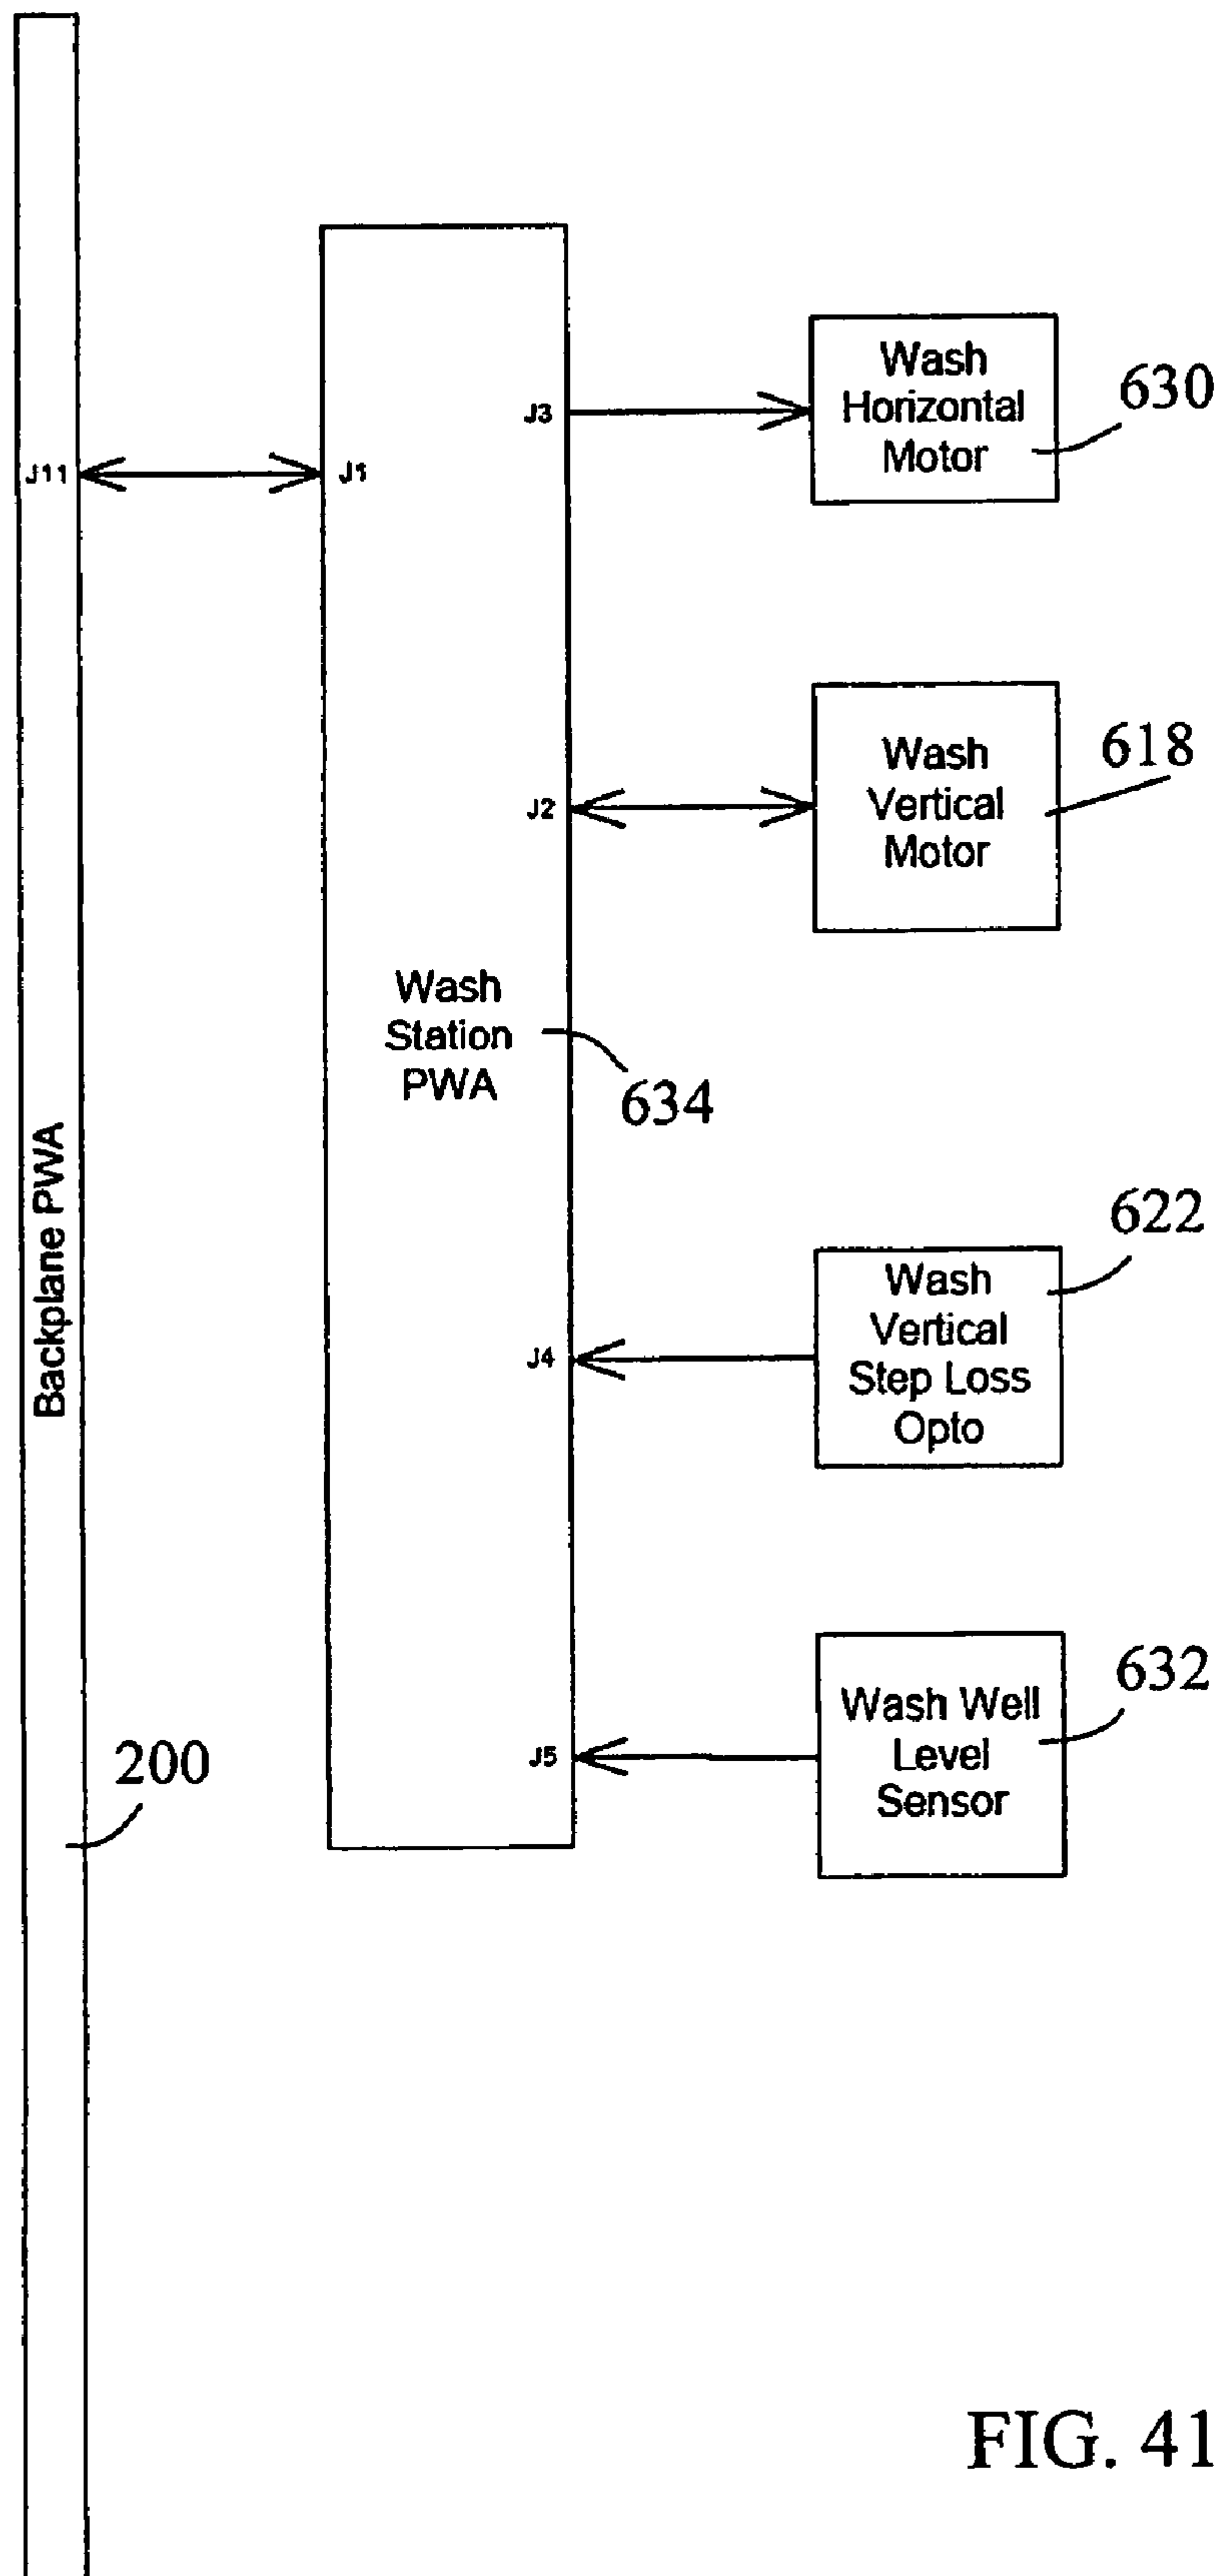 J11
J1
J3
Wash
Horizontal
Motor
630
J2
Wash
Vertical
Motor
618
Wash
Station
PWA
634
Backplane PWA
J4
Wash
Vertical
Step Loss
Opto
622
J5
Wash Well
Level
Sensor
632
200
FIG. 41